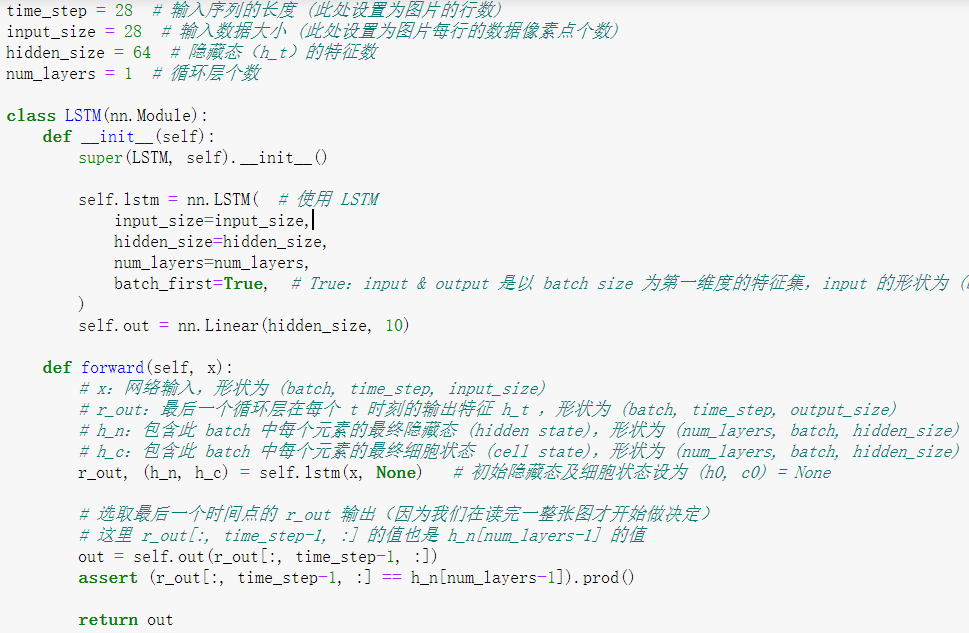 time_step = 28  # 输入序列的长度 (此处设置为图片的行数)
input_size = 28  # 输入数据大小 (此处设置为图片每行的数据像素点个数)
hidden_size = 64  # 隐藏态 (h_t) 的特征数
num_layers = 1  # 循环层个数

class LSTM(nn.Module):
    def __init__(self):
        super(LSTM, self).__init__()

        self.lstm = nn.LSTM(  # 使用 LSTM
            input_size=input_size,
            hidden_size=hidden_size,
            num_layers=num_layers,
            batch_first=True,  # True: input & output 是以 batch size 为第一维度的特征集, input 的形状为 (
        )
        self.out = nn.Linear(hidden_size, 10)

    def forward(self, x):
        # x: 网络输入, 形状为 (batch, time_step, input_size)
        # r_out: 最后一个循环层在每个 t 时刻的输出特征 h_t , 形状为 (batch, time_step, output_size)
        # h_n: 包含此 batch 中每个元素的最终隐藏态 (hidden state), 形状为 (num_layers, batch, hidden_size)
        # h_c: 包含此 batch 中每个元素的最终细胞状态 (cell state), 形状为 (num_layers, batch, hidden_size)
        r_out, (h_n, h_c) = self.lstm(x, None)   # 初始隐藏态及细胞状态设为 (h0, c0) = None

        # 选取最后一个时间点的 r_out 输出 (因为我们在读完一整张图才开始做决定)
        # 这里 r_out[:, time_step-1, :] 的值也是 h_n[num_layers-1] 的值
        out = self.out(r_out[:, time_step-1, :])
        assert (r_out[:, time_step-1, :] == h_n[num_layers-1]).prod()

        return out